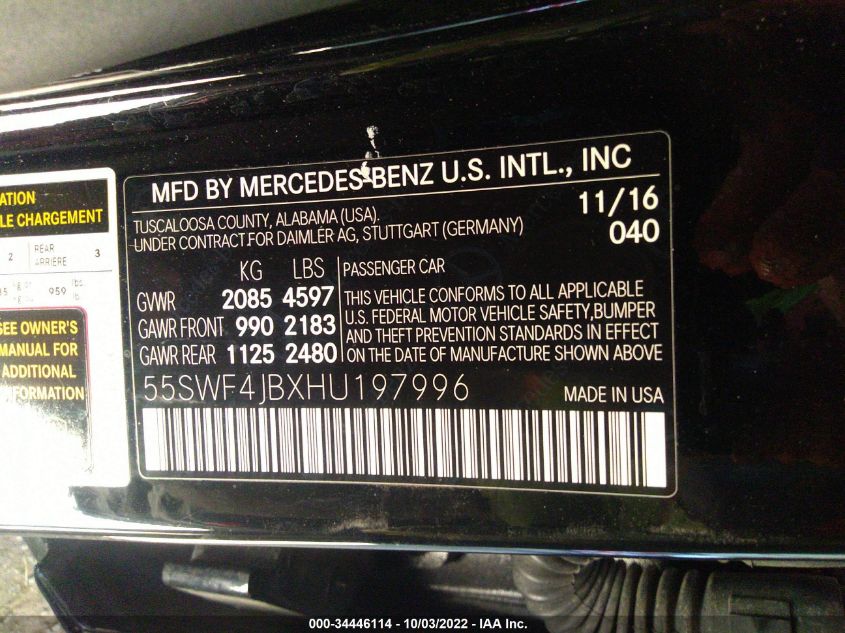 ATION
LE CHARGEMENT
2 REAR ARRIÈRE 3
959 lbs.
SEE OWNER'S
MANUAL FOR
ADDITIONAL
FORMATION
MFD BY MERCEDES-BENZ U.S. INTL., INC
TUSCALOOSA COUNTY, ALABAMA (USA). 11/16
UNDER CONTRACT FOR DAIMLER AG, STUTTGART (GERMANY) 040
KG LBS
GVWR 2085 4597
GAWR FRONT 990 2183
GAWR REAR 1125 2480
PASSENGER CAR
THIS VEHICLE CONFORMS TO ALL APPLICABLE
U.S. FEDERAL MOTOR VEHICLE SAFETY,BUMPER
AND THEFT PREVENTION STANDARDS IN EFFECT
ON THE DATE OF MANUFACTURE SHOWN ABOVE
55SWF4JBXHU197996 MADE IN USA
000-34446114 - 10/03/2022 - IAA Inc.